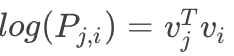 $log(P_{j,i}) = v_j^T v_i$